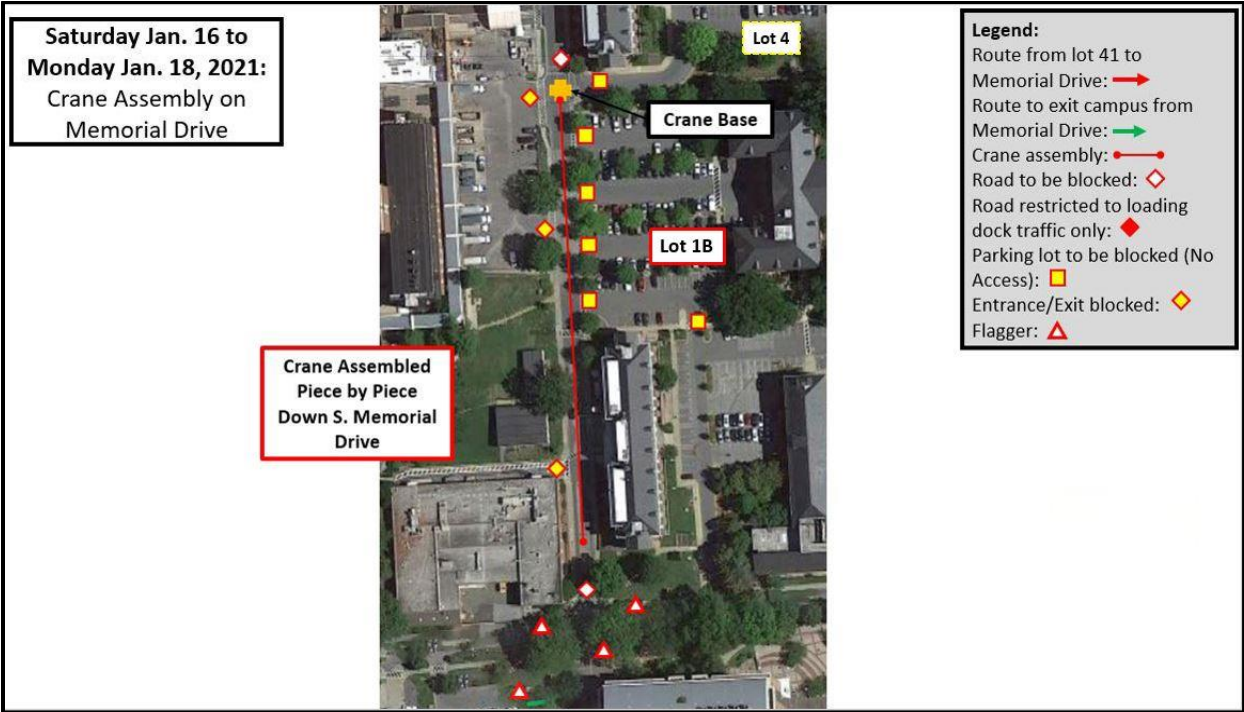 Saturday Jan. 16 to
Monday Jan. 18, 2021:
Crane Assembly on
Memorial Drive
Lot 4
Crane Base
Lot 1B
Crane Assembled
Piece by Piece
Down S. Memorial
Drive
Legend:
Route from lot 41 to
Memorial Drive:
Route to exit campus from
Memorial Drive:
Crane assembly:
Road to be blocked:
Road restricted to loading
dock traffic only:
Parking lot to be blocked (No
Access):
Entrance/Exit blocked:
Flagger: